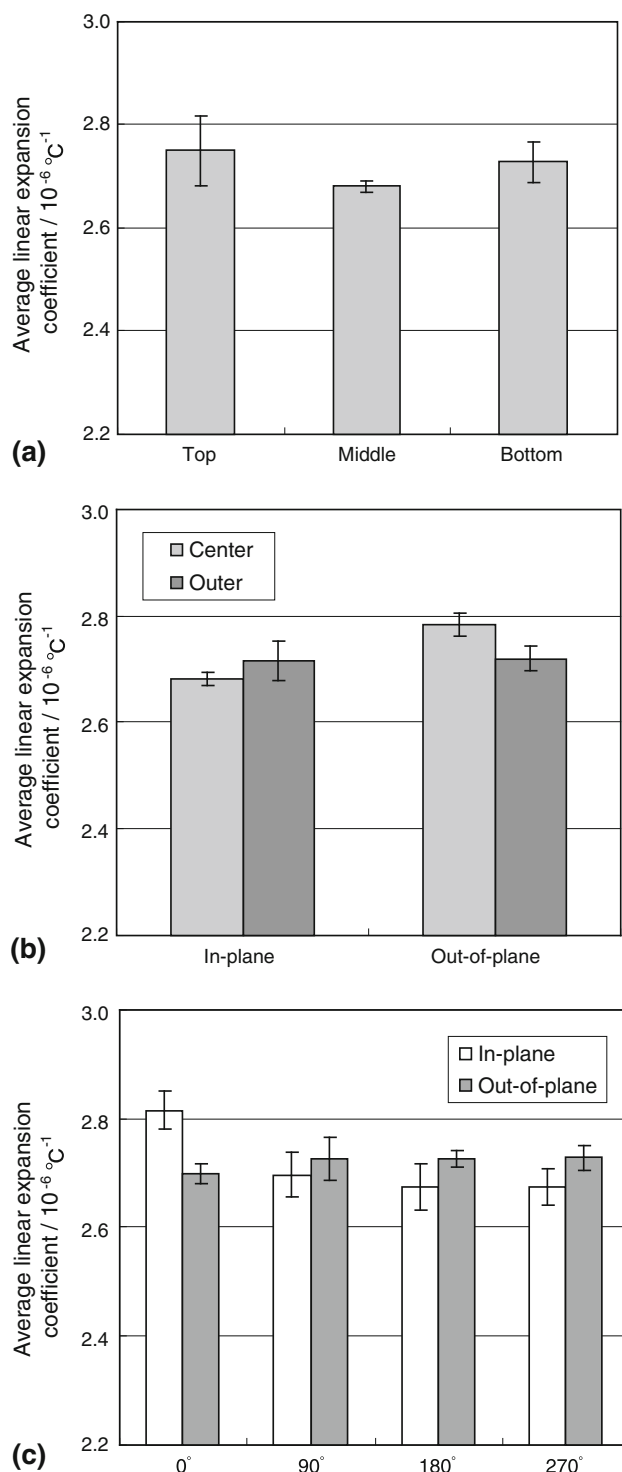 3.0
2.8
2.6
2.4
2.2
Average linear expansion
coefficient / 10⁻⁶ °C⁻¹
Top Middle Bottom
(a)
3.0
2.8
2.6
2.4
2.2
Average linear expansion
coefficient / 10⁻⁶ °C⁻¹
Center
Outer
In-plane Out-of-plane
(b)
3.0
2.8
2.6
2.4
2.2
Average linear expansion
coefficient / 10⁻⁶ °C⁻¹
In-plane
Out-of-plane
0° 90° 180° 270°
(c)